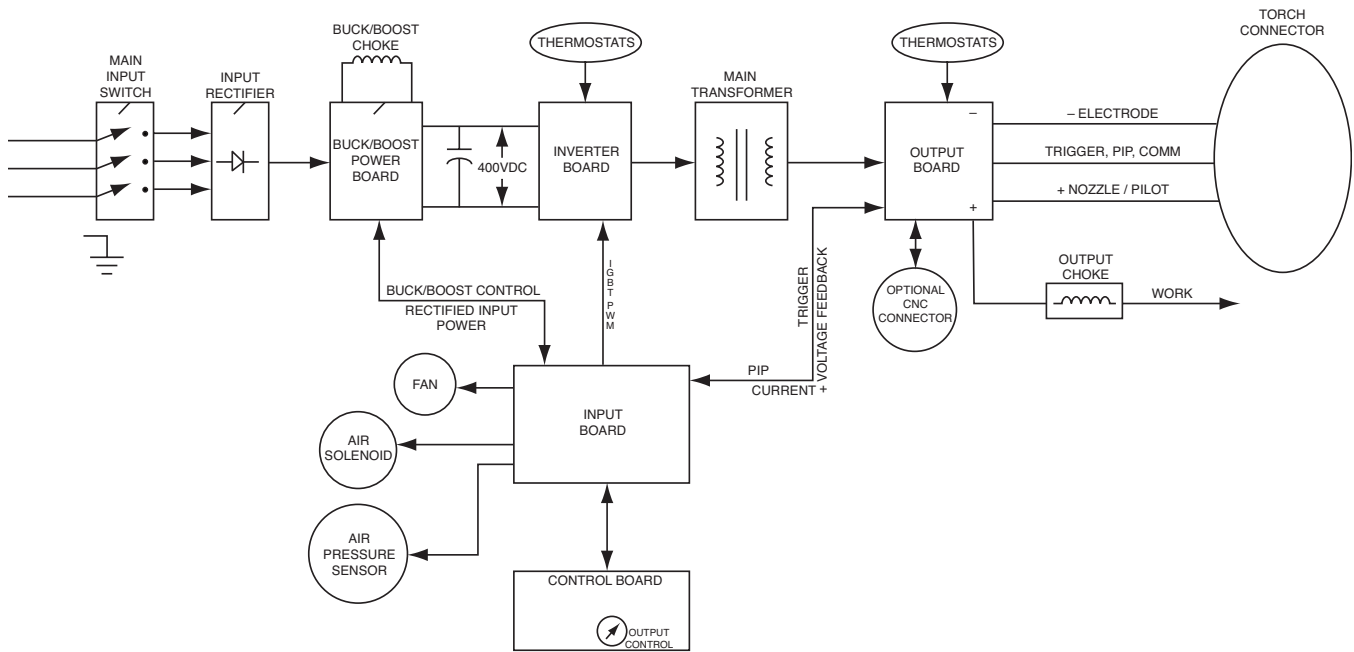 BUCK/BOOST
CHOKE
THERMOSTATS
THERMOSTATS
TORCH
CONNECTOR
MAIN
INPUT
SWITCH
INPUT
RECTIFIER
MAIN
TRANSFORMER
BUCK/BOOST
POWER
BOARD
400VDC
INVERTER
BOARD
–
OUTPUT
BOARD
+
– ELECTRODE
TRIGGER, PIP, COMM
+ NOZZLE / PILOT
BUCK/BOOST CONTROL
RECTIFIED INPUT
POWER
IGBT PWM
TRIGGER
+ VOLTAGE FEEDBACK
OPTIONAL
CNC
CONNECTOR
OUTPUT
CHOKE
WORK
PIP
CURRENT
FAN
INPUT
BOARD
AIR
SOLENOID
AIR
PRESSURE
SENSOR
CONTROL BOARD
OUTPUT
CONTROL